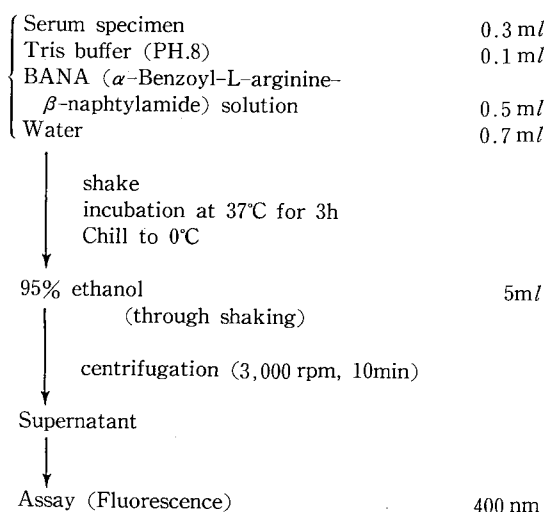 Serum specimen 0.3 ml
Tris buffer (PH.8) 0.1 ml
BANA (α-Benzoyl-L-arginine-
β-naphtylamide) solution 0.5 ml
Water 0.7 ml
shake
incubation at 37℃ for 3h
Chill to 0℃
95% ethanol 5ml
(through shaking)
centrifugation (3,000 rpm, 10min)
Supernatant
Assay (Fluorescence) 400 nm